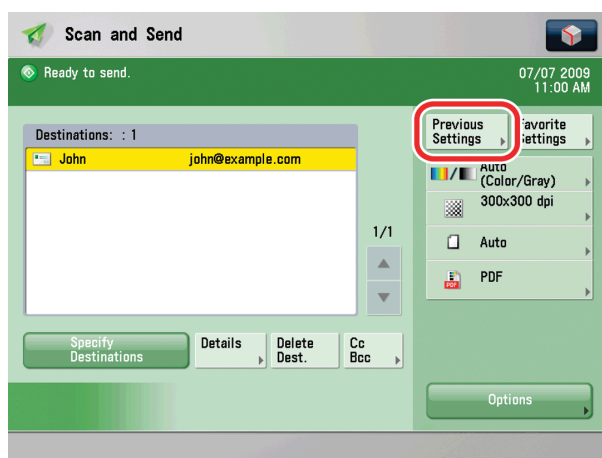 Scan and Send
Ready to send.
07/07 2009
11:00 AM
Destinations: : 1
John john@example.com
1/1
Specify
Destinations
Details
Delete
Dest.
Cc
Bcc
Previous
Settings
Favorite
Settings
Auto
(Color/Gray)
300x300 dpi
Auto
PDF
PDF
Options